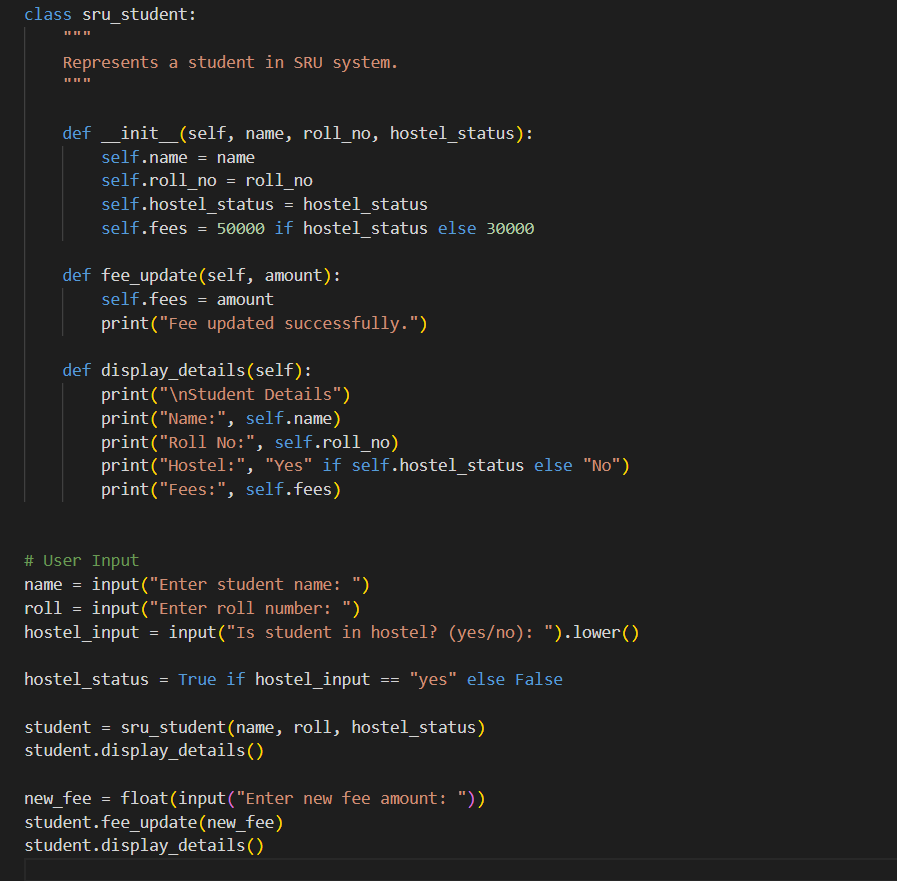 class sru_student:
    """
    Represents a student in SRU system.
    """
    def __init__(self, name, roll_no, hostel_status):
        self.name = name
        self.roll_no = roll_no
        self.hostel_status = hostel_status
        self.fees = 50000 if hostel_status else 30000
    def fee_update(self, amount):
        self.fees = amount
        print("Fee updated successfully.")
    def display_details(self):
        print("\nStudent Details")
        print("Name:", self.name)
        print("Roll No:", self.roll_no)
        print("Hostel:", "Yes" if self.hostel_status else "No")
        print("Fees:", self.fees)
# User Input
name = input("Enter student name: ")
roll = input("Enter roll number: ")
hostel_input = input("Is student in hostel? (yes/no): ").lower()
hostel_status = True if hostel_input == "yes" else False
student = sru_student(name, roll, hostel_status)
student.display_details()
new_fee = float(input("Enter new fee amount: "))
student.fee_update(new_fee)
student.display_details()